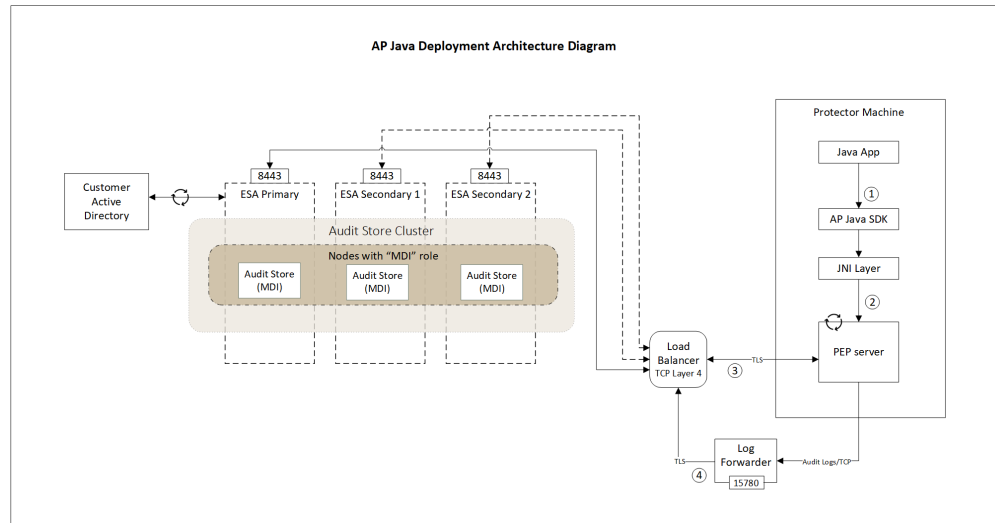 AP Java Deployment Architecture Diagram
Protector Machine
Java App
8443
8443
8443
Customer
Active
Directory
ESA Primary
ESA Secondary 1
ESA Secondary 2
1
AP Java SDK
Audit Store Cluster
Nodes with “MDI” role
JNI Layer
Audit Store
(MDI)
Audit Store
(MDI)
Audit Store
(MDI)
2
Load
Balancer
TCP Layer 4
PEP server
TLS
3
Log
Forwarder
15780
TLS
4
Audit Logs/TCP